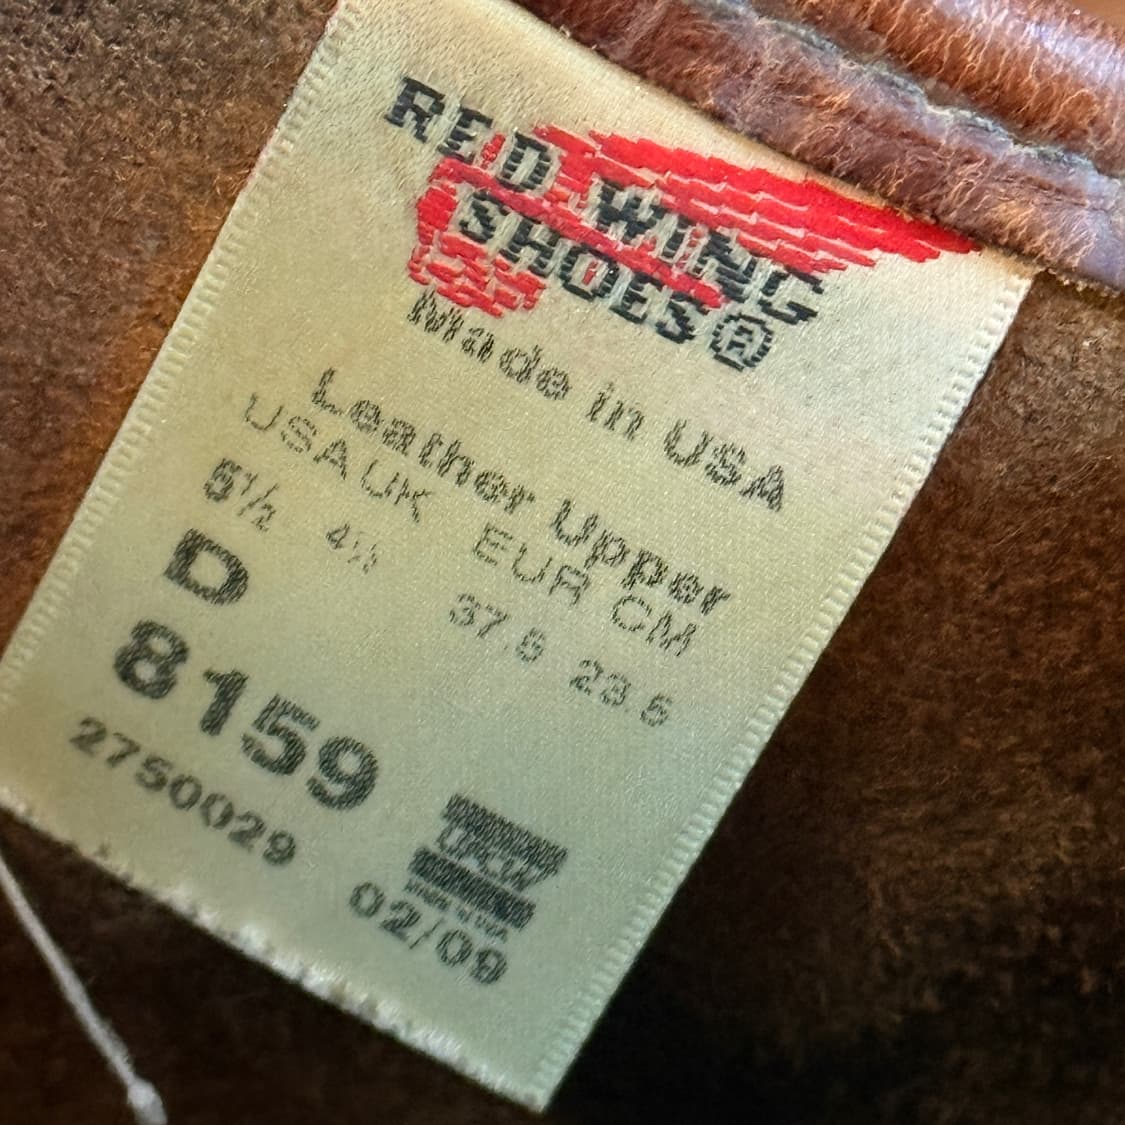 RED WING
SHOES®
Made in USA
Leather Upper
USA UK EUR CM
5½ 4½ 37.5 23.5
D
8159
2750029
UFCW
02/09